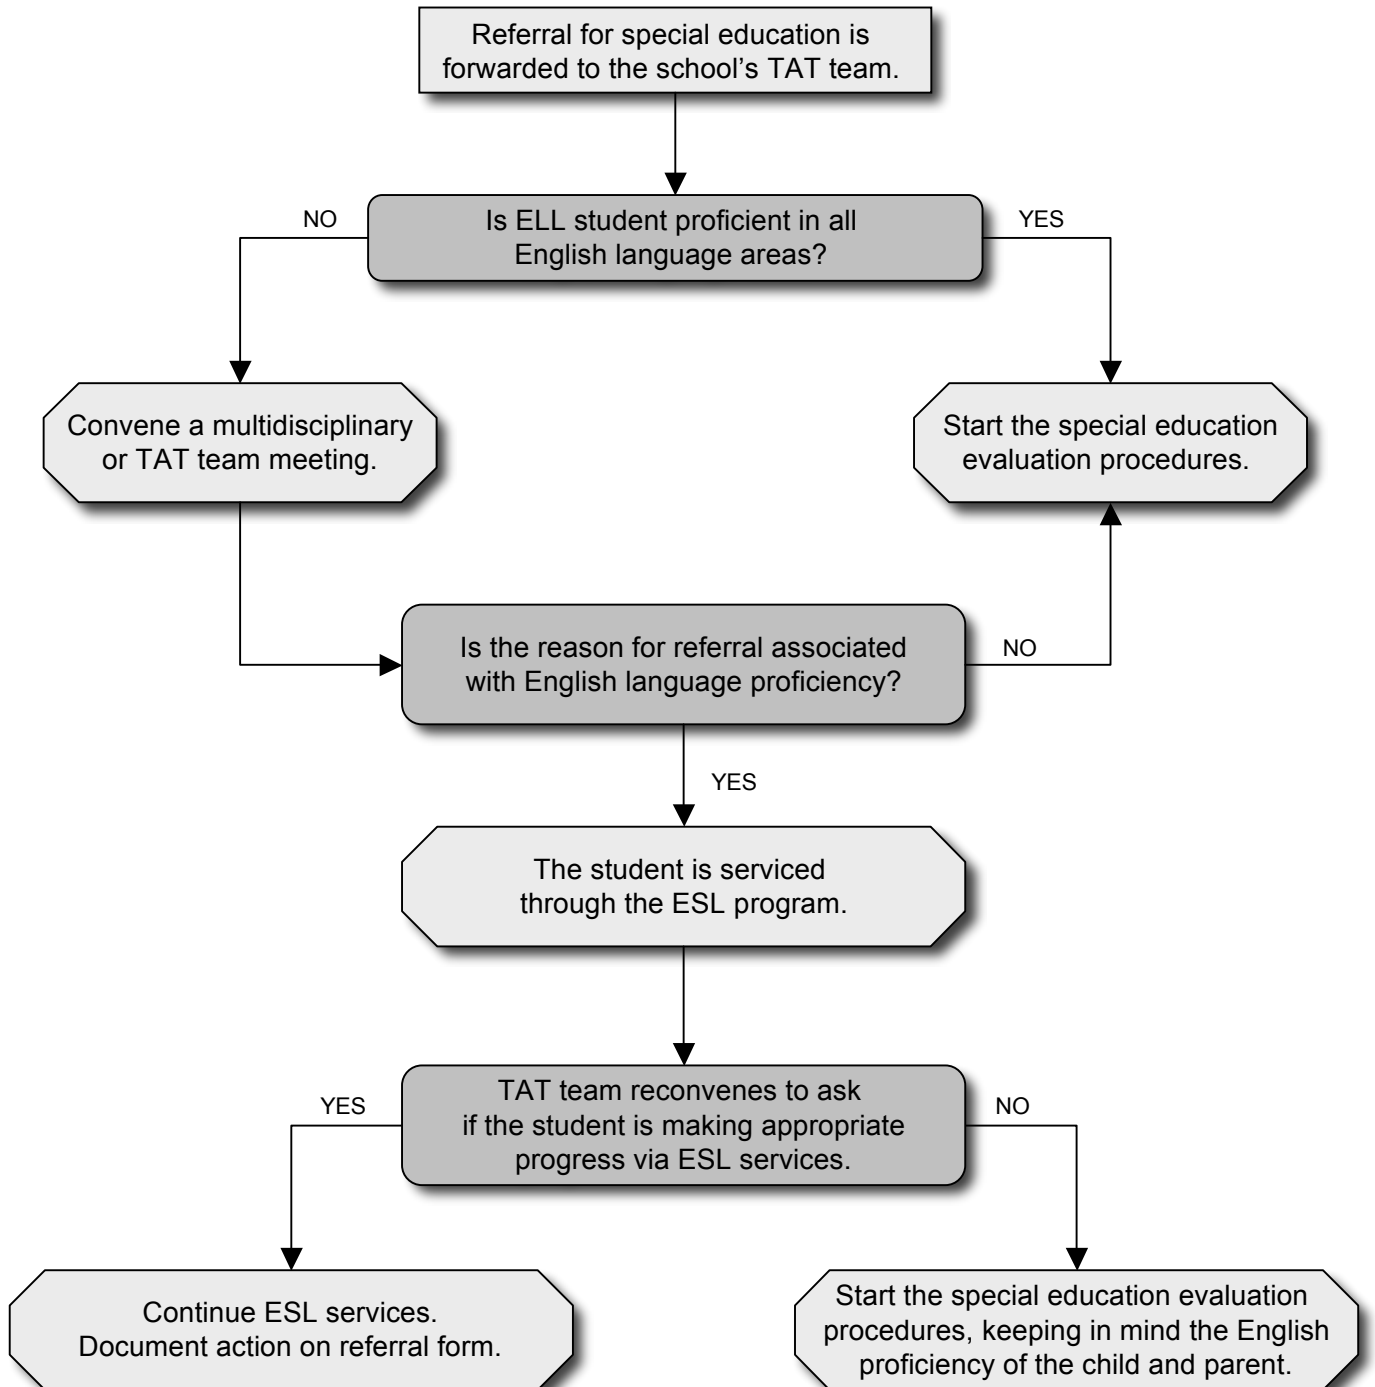 Referral for special education is
forwarded to the school's TAT team.
NO
Is ELL student proficient in all
English language areas?
YES
Convene a multidisciplinary
or TAT team meeting.
Start the special education
evaluation procedures.
Is the reason for referral associated
with English language proficiency?
NO
YES
The student is serviced
through the ESL program.
YES
TAT team reconvenes to ask
if the student is making appropriate
progress via ESL services.
NO
Continue ESL services.
Document action on referral form.
Start the special education evaluation
procedures, keeping in mind the English
proficiency of the child and parent.